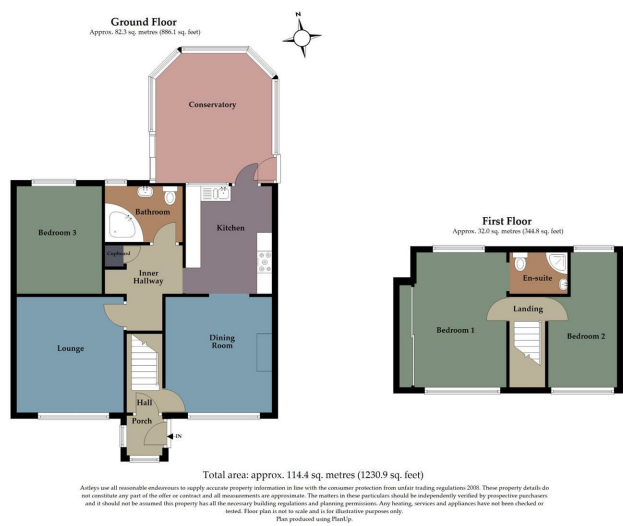 Ground Floor
Approx. 82.3 sq. metres (886.1 sq. feet)
N
Conservatory
Bedroom 3
Bathroom
Kitchen
Cupboard
Inner
Hallway
Lounge
Dining
Room
Hall
Porch
IN
First Floor
Approx. 32.0 sq. metres (344.8 sq. feet)
En-suite
Landing
Bedroom 1
Bedroom 2
Total area: approx. 114.4 sq. metres (1230.9 sq. feet)
Astleys use all reasonable endeavours to supply accurate property information in line with the consumer protection from unfair trading regulations 2008. These property details do
not constitute any part of the offer or contract and all measurements are approximate. The matters in these particulars should be independently verified by prospective purchasers
and it should not be assumed this property has all the necessary building regulations and planning permissions. Any heating, services and appliances have not been checked or
tested. Floor plan is not to scale and is for illustrative purposes only.
Plan produced using PlanUp.